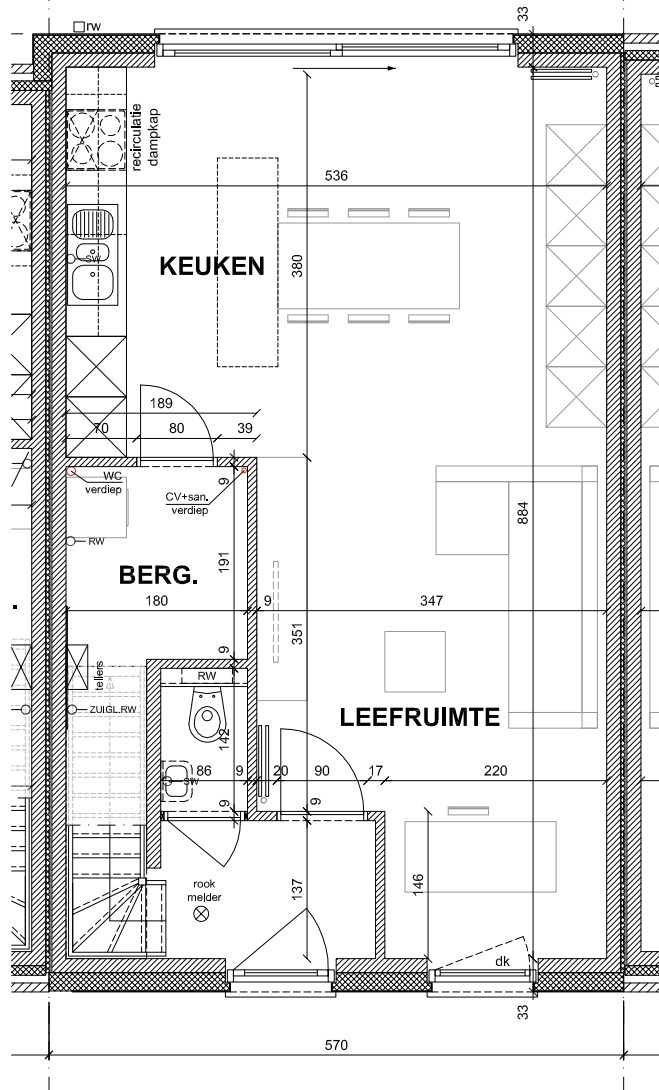 33
rw
recirculatie
dampkap
536
SW
KEUKEN
380
189
70
80
39
WC
verdiep
CV+san.
verdiep
9
884
RW
191
BERG.
180
9
347
351
9
tellers
RW
ZUIGL.RW
LEEFRUIMTE
142
86
9
20
90
17
220
SW
9
9
rook
melder
137
146
dk
33
570